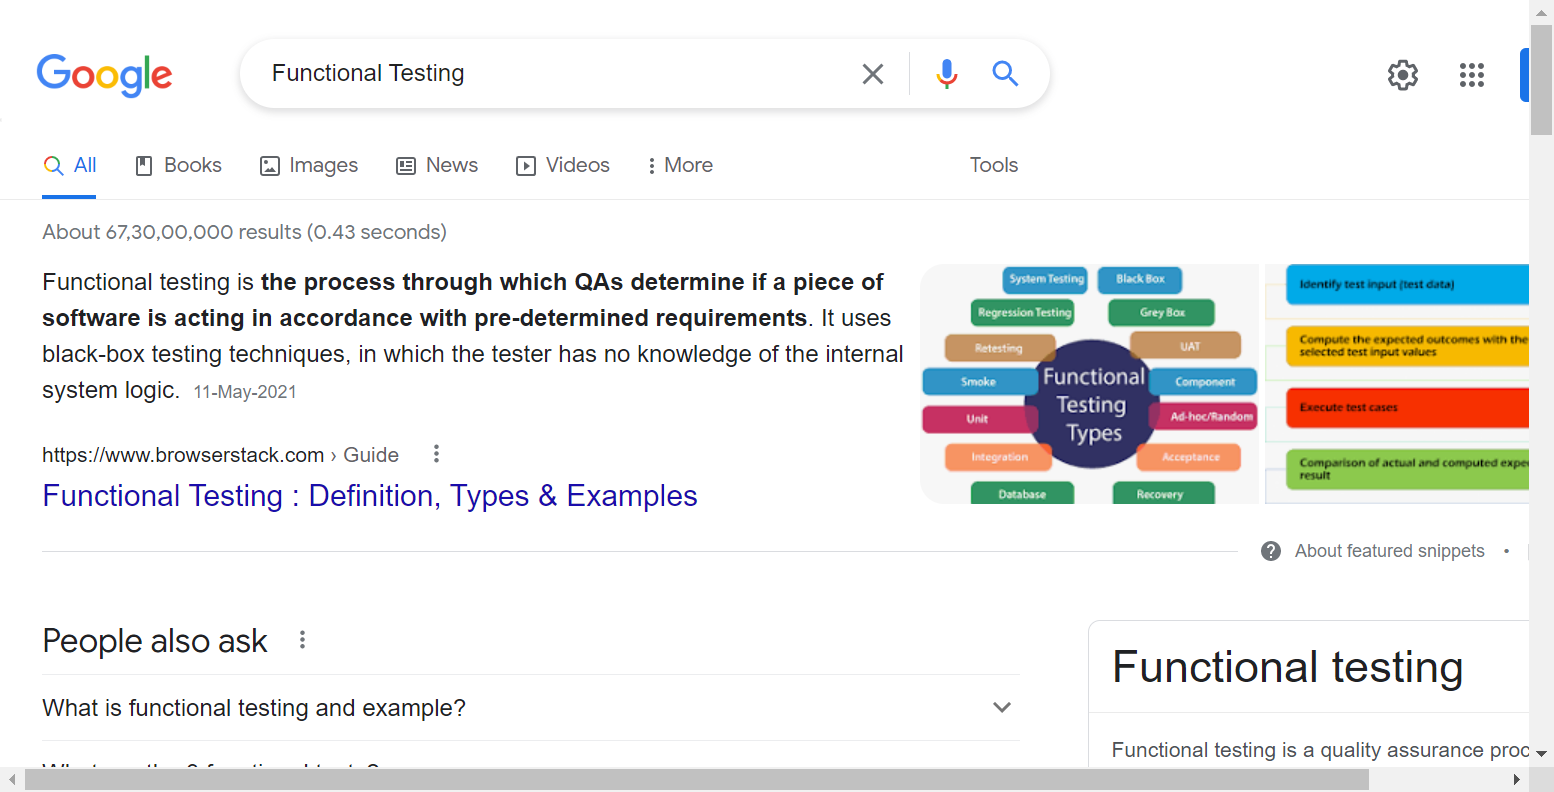 Google
Functional Testing
All
Books
Images
News
Videos
More
Tools
About 67,30,00,000 results (0.43 seconds)
Functional testing is the process through which QAs determine if a piece of
software is acting in accordance with pre-determined requirements. It uses
black-box testing techniques, in which the tester has no knowledge of the internal
system logic. 11-May-2021
https://www.browserstack.com › Guide
Functional Testing : Definition, Types & Examples
System Testing
Black Box
Regression Testing
Grey Box
Retesting
UAT
Smoke
Functional
Testing
Types
Component
Unit
Ad-hoc/Random
Integration
Acceptance
Database
Recovery
Identify test input (test data)
Compute the expected outcomes with the
selected test input values
Execute test cases
Comparison of actual and computed
result
About featured snippets •
People also ask
What is functional testing and example?
Functional testing
Functional testing is a quality assurance